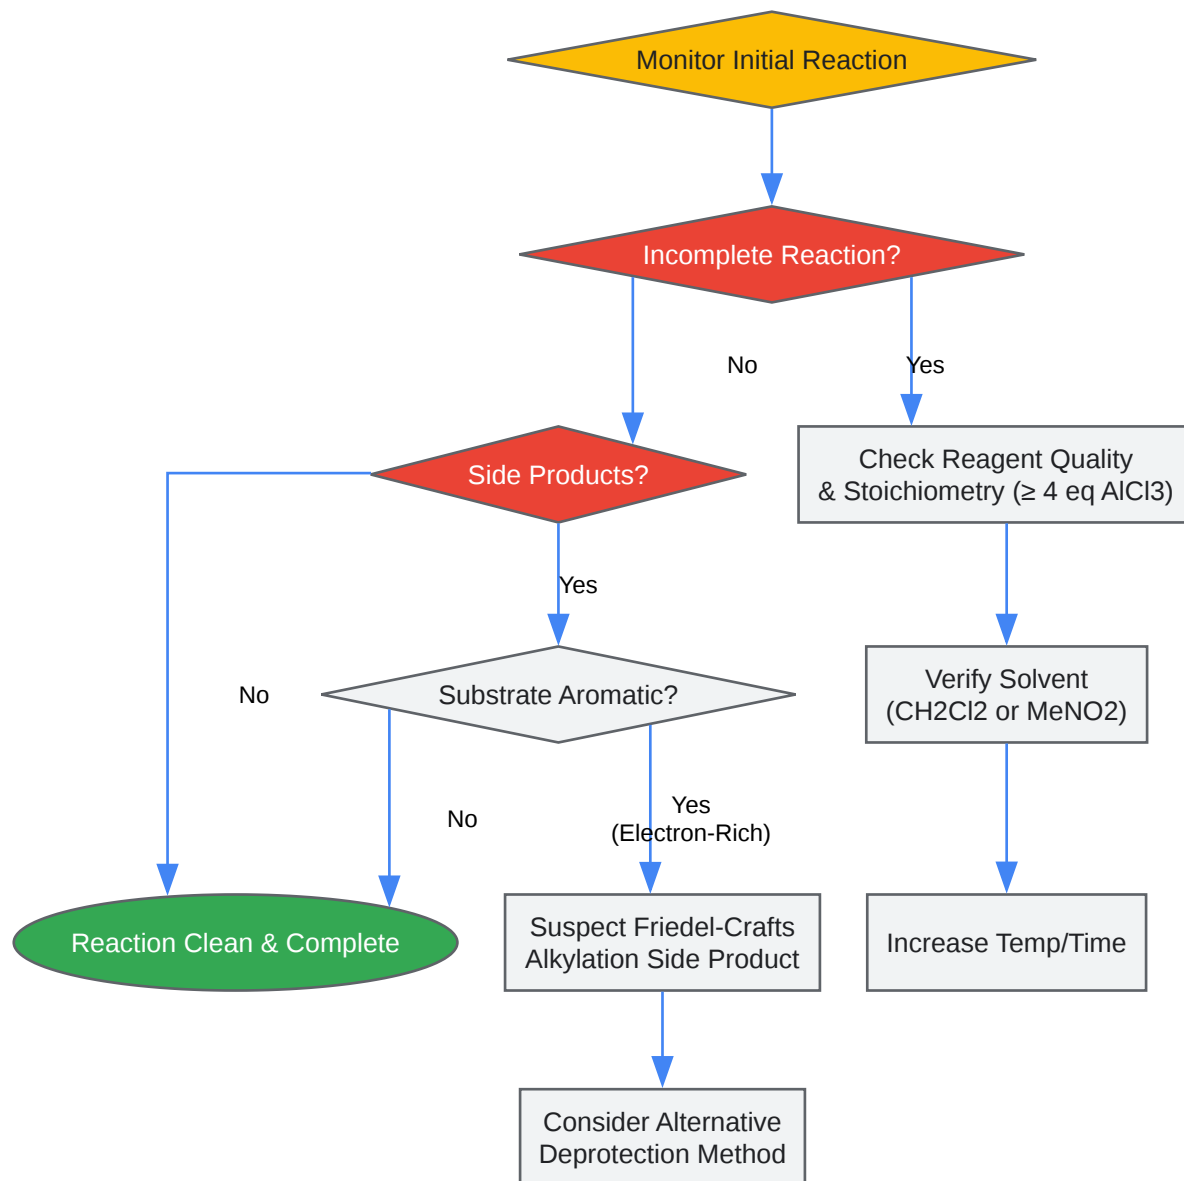 Monitor Initial Reaction
Incomplete Reaction?
No
Yes
Side Products?
Check Reagent Quality
& Stoichiometry (≥ 4 eq AlCl3)
Yes
Substrate Aromatic?
Verify Solvent
(CH2Cl2 or MeNO2)
No
No
Yes
(Electron-Rich)
Reaction Clean & Complete
Suspect Friedel-Crafts
Alkylation Side Product
Increase Temp/Time
Consider Alternative
Deprotection Method